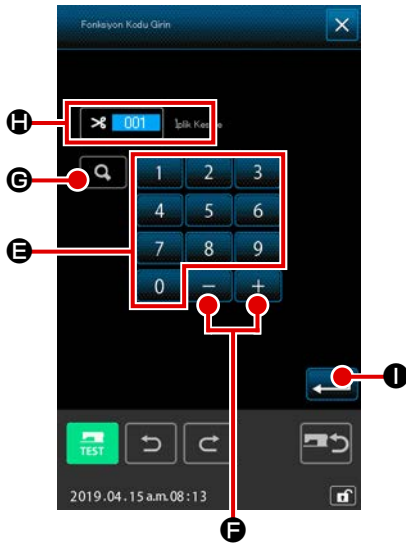 Fonksiyon Kodu Girin
H
001 İplik Kesme
G
1 2 3
4 5 6
E
7 8 9
0 − +
I
TEST
2019.04.15 a.m. 08:13
F